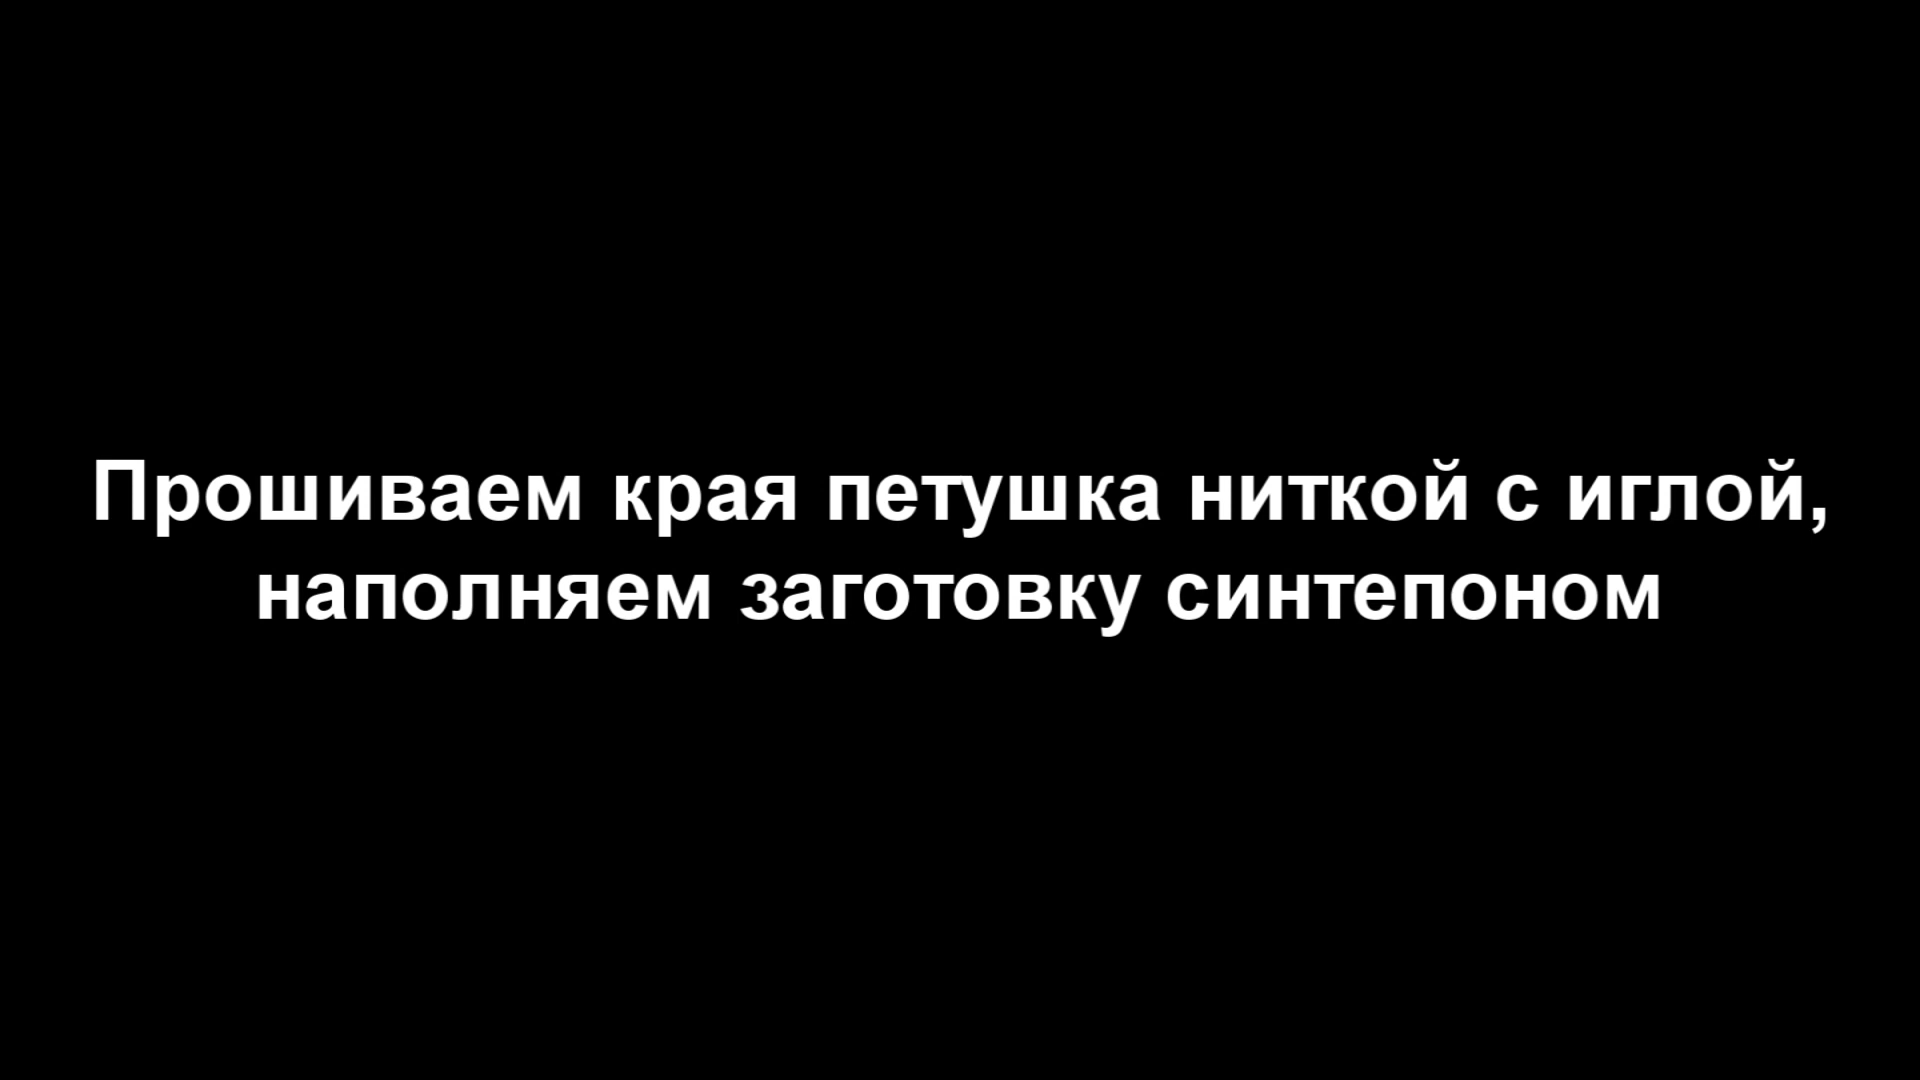 Прошиваем края петушка ниткой с иглой,
наполняем заготовку синтепоном